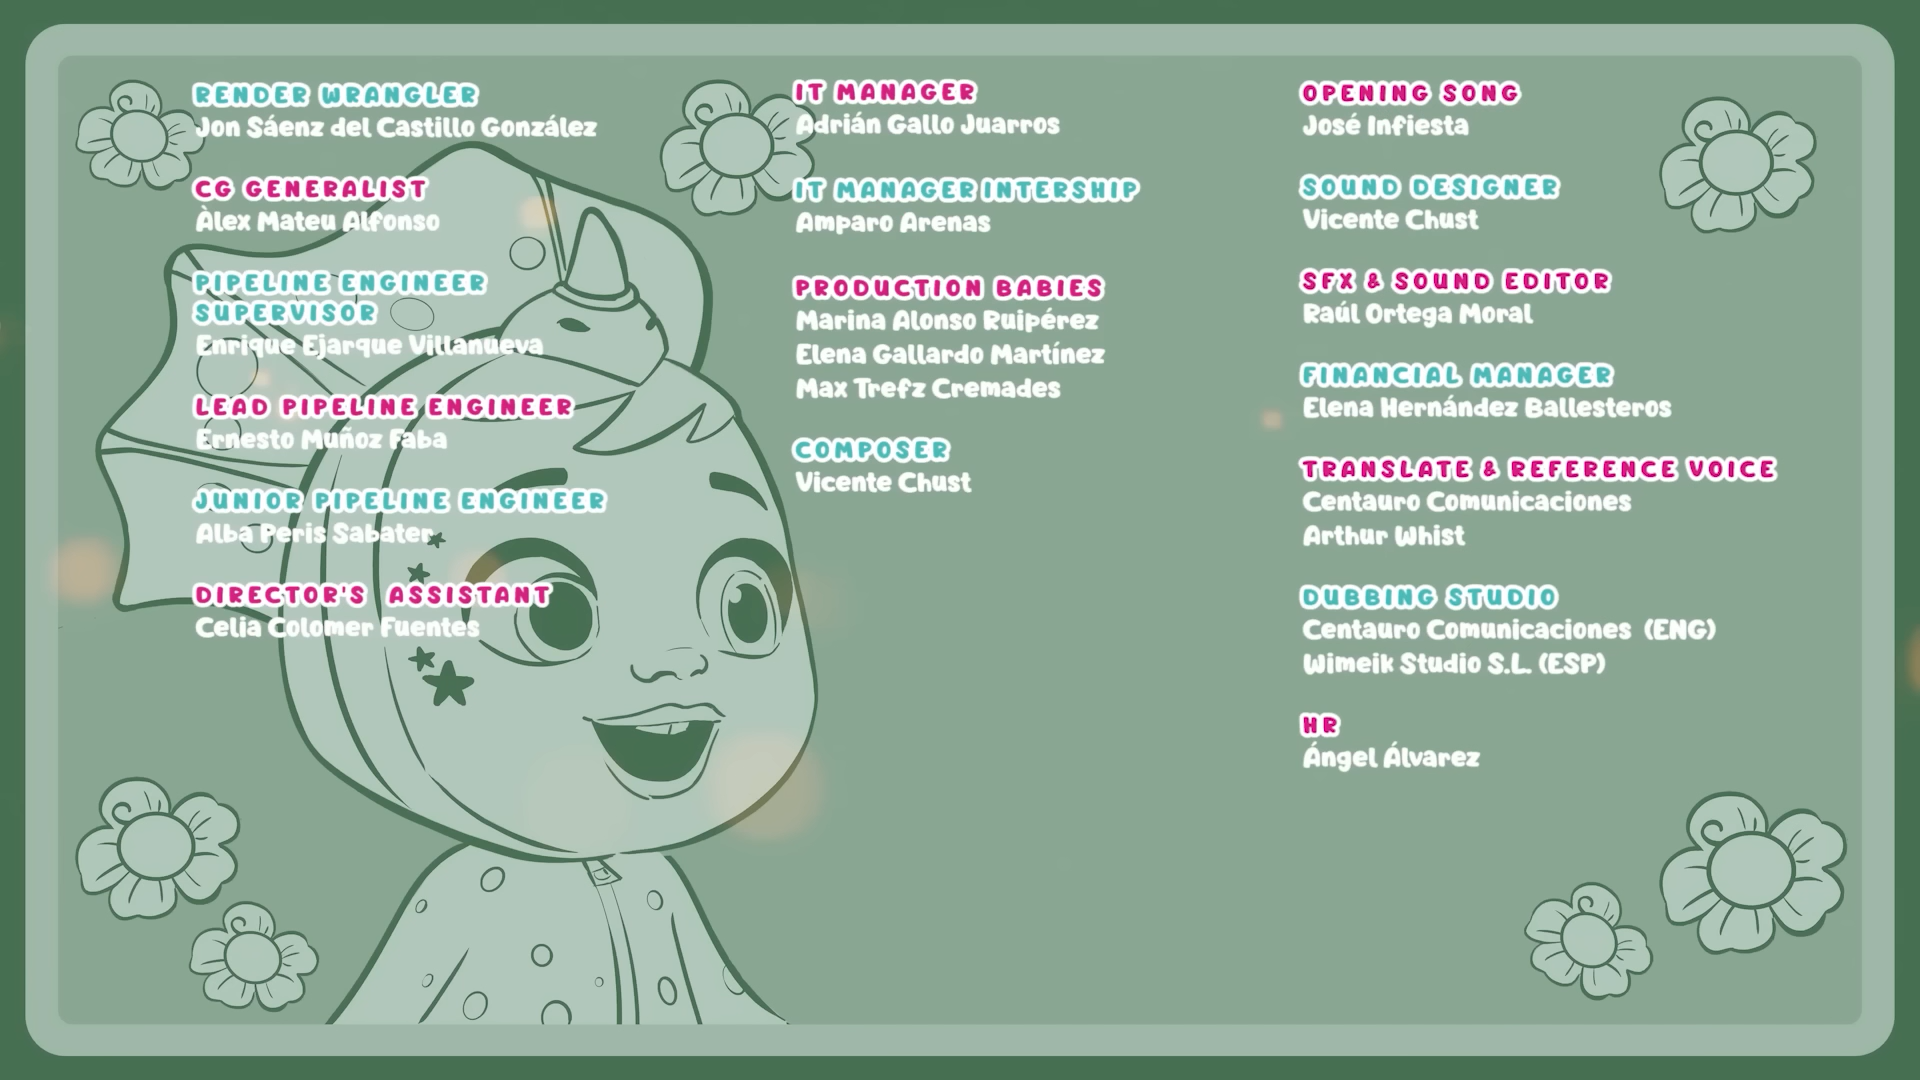 RENDER WRANGLER
Jon Sáenz del Castillo González
CG GENERALIST
Àlex Mateu Alfonso
PIPELINE ENGINEER
SUPERVISOR
Enrique Ejarque Villanueva
LEAD PIPELINE ENGINEER
Ernesto Muñoz Faba
JUNIOR PIPELINE ENGINEER
Alba Peris Sabater
DIRECTOR'S ASSISTANT
Celia Colomer Fuentes
IT MANAGER
Adrián Gallo Juarros
IT MANAGER INTERSHIP
Amparo Arenas
PRODUCTION BABIES
Marina Alonso Ruipérez
Elena Gallardo Martínez
Max Trefz Cremades
COMPOSER
Vicente Chust
OPENING SONG
José Infiesta
SOUND DESIGNER
Vicente Chust
SFX & SOUND EDITOR
Raúl Ortega Moral
FINANCIAL MANAGER
Elena Hernández Ballesteros
TRANSLATE & REFERENCE VOICE
Centauro Comunicaciones
Arthur Whist
DUBBING STUDIO
Centauro Comunicaciones (ENG)
Wimeik Studio S.L. (ESP)
HR
Ángel Álvarez